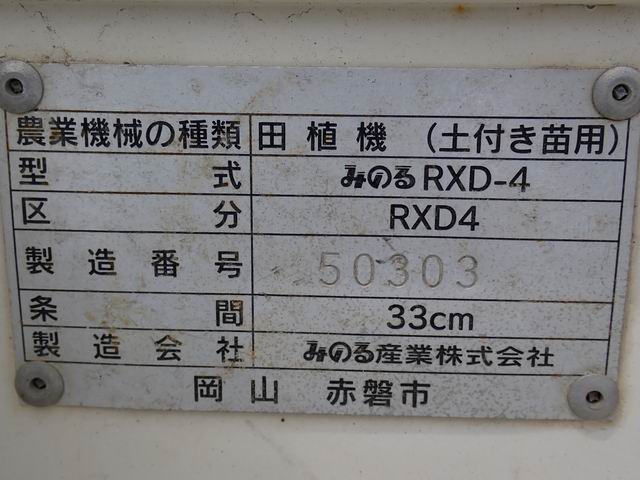 農業機械の種類 田植機（土付き苗用）
型式 みのるRXD-4
区分 RXD4
製造番号 50303
条間 33cm
製造会社 みのる産業株式会社
岡山 赤磐市